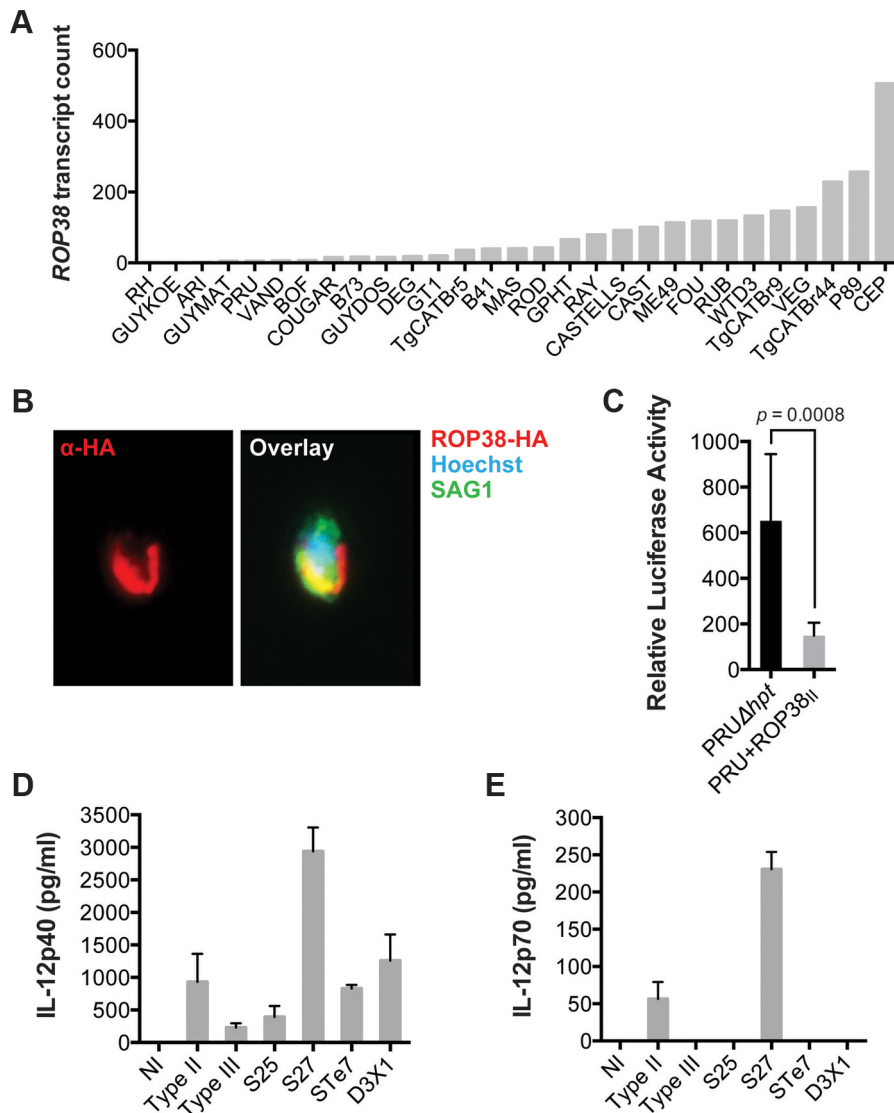 A
ROP38 transcript count
600
400
200
0
RH
GUYKOE
ARI
GUYMAT
PRU
VAND
BOF
COUGAR
B73
GUYDOS
DEG
GT1
TgCATBr5
B41
MAS
ROD
GPHT
RAY
CASTELLS
CAST
ME49
FOU
RUB
WTD3
TgCATBr9
VEG
TgCATBr44
P89
CEP
B
α-HA
Overlay
ROP38-HA
Hoechst
SAG1
C
p = 0.0008
Relative Luciferase Activity
1000
800
600
400
200
0
PRUΔhpt
PRU+ROP38II
D
IL-12p40 (pg/ml)
3500
3000
2500
2000
1500
1000
500
0
NI
Type II
Type III
S25
S27
STe7
D3X1
E
IL-12p70 (pg/ml)
300
250
200
150
100
50
0
NI
Type II
Type III
S25
S27
STe7
D3X1